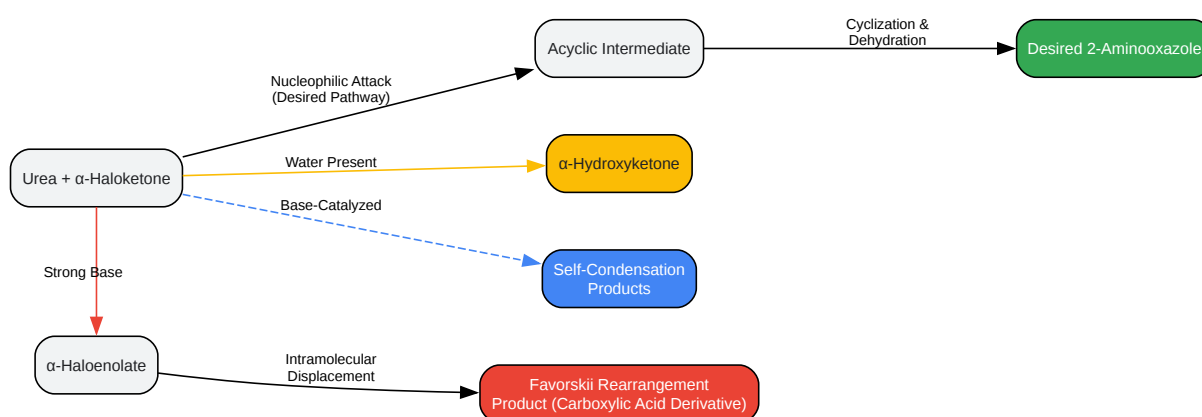 Cyclization &
Dehydration
Acyclic Intermediate
Desired 2-Aminooxazole
Nucleophilic Attack
(Desired Pathway)
Urea + α-Haloketone
Water Present
α-Hydroxyketone
Base-Catalyzed
Self-Condensation
Products
Strong Base
α-Haloenolate
Intramolecular
Displacement
Favorskii Rearrangement
Product (Carboxylic Acid Derivative)